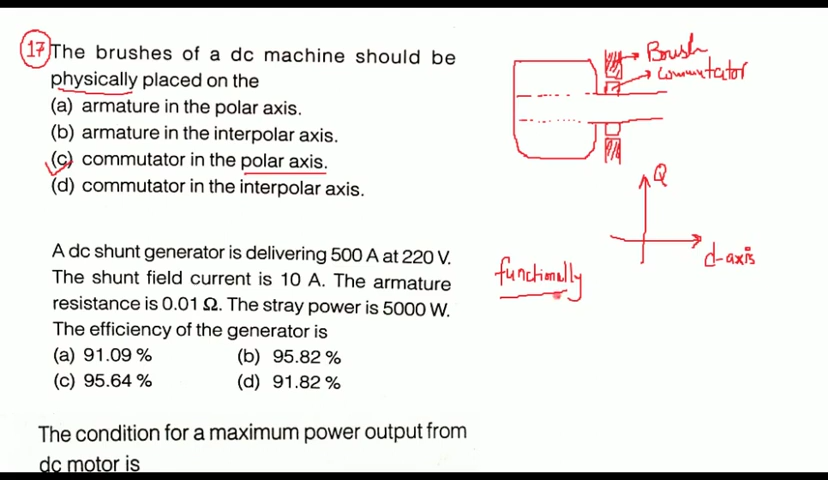 17 The brushes of a dc machine should be
physically placed on the
(a) armature in the polar axis.
(b) armature in the interpolar axis.
(c) commutator in the polar axis.
(d) commutator in the interpolar axis.
Brush
commutator
Q
d-axis
functionally
A dc shunt generator is delivering 500 A at 220 V.
The shunt field current is 10 A. The armature
resistance is 0.01 Ω. The stray power is 5000 W.
The efficiency of the generator is
(a) 91.09 % (b) 95.82 %
(c) 95.64 % (d) 91.82 %
The condition for a maximum power output from
dc motor is